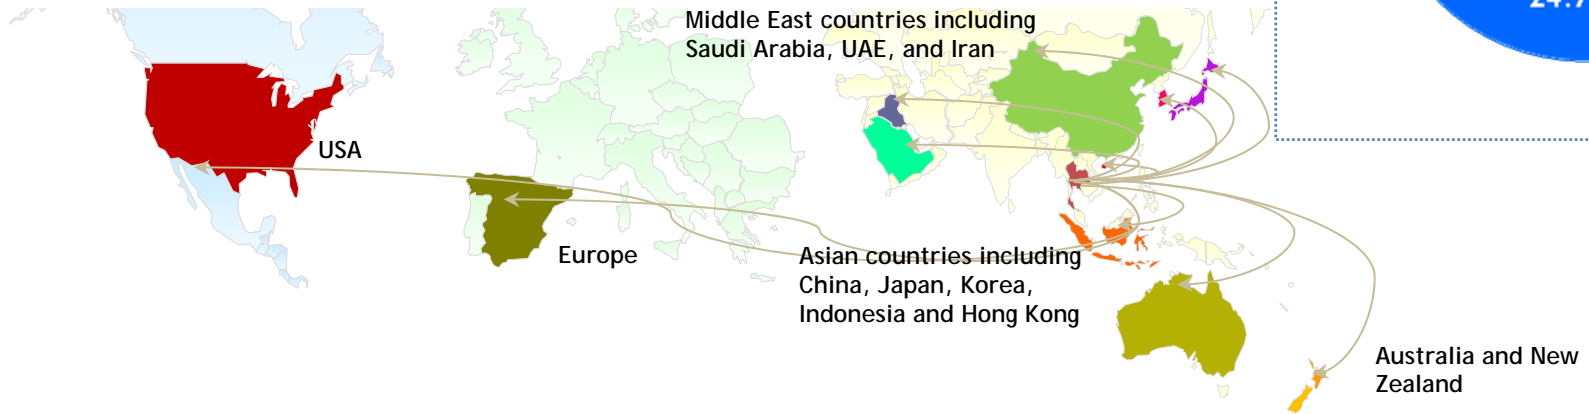 Middle East countries including
Saudi Arabia, UAE, and Iran
USA
Europe
Asian countries including
China, Japan, Korea,
Indonesia and Hong Kong
Australia and New
Zealand